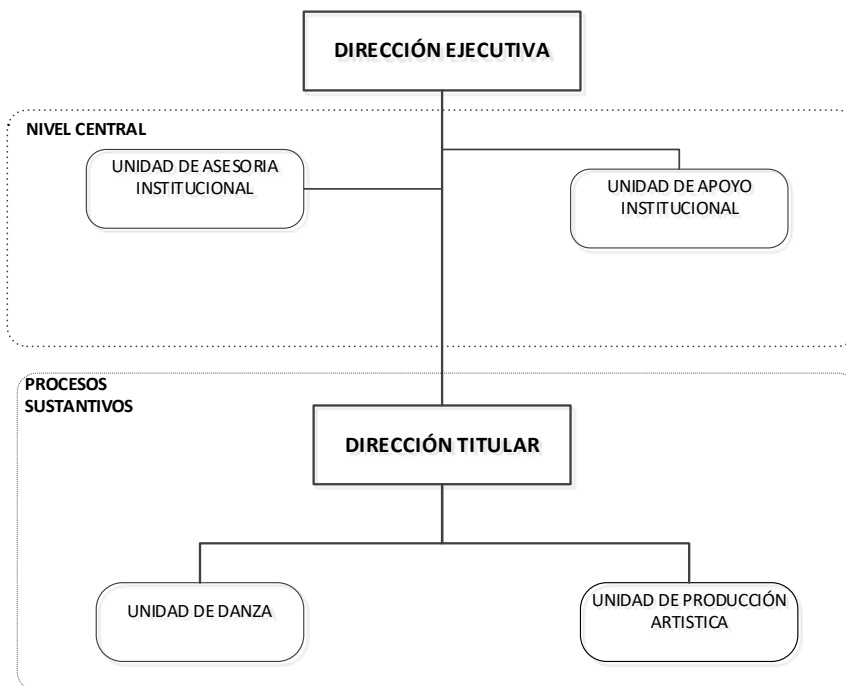 DIRECCIÓN EJECUTIVA
NIVEL CENTRAL
UNIDAD DE ASESORIA
INSTITUCIONAL
UNIDAD DE APOYO
INSTITUCIONAL
PROCESOS
SUSTANTIVOS
DIRECCIÓN TITULAR
UNIDAD DE DANZA
UNIDAD DE PRODUCCIÓN
ARTISTICA